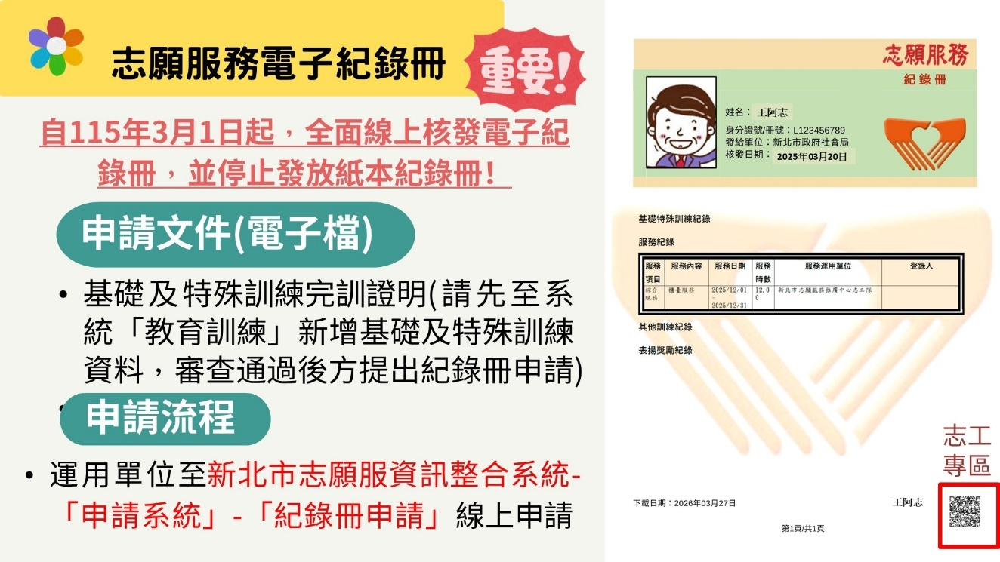 志願服務電子紀錄冊
重要!
自115年3月1日起，全面線上核發電子紀
錄冊，並停止發放紙本紀錄冊！
申請文件(電子檔)
• 基礎及特殊訓練完訓證明(請先至系
統「教育訓練」新增基礎及特殊訓練
資料，審查通過後方提出紀錄冊申請)
申請流程
• 運用單位至新北市志願服資訊整合系統-
「申請系統」-「紀錄冊申請」線上申請
志願服務
紀錄冊
姓名： 王阿志
身分證號/冊號：L123456789
發給單位：新北市政府社會局
核發日期： 2025年03月20日
基礎特殊訓練紀錄
服務紀錄
服務項目 服務內容 服務日期 服務時數 服務運用單位 登錄人
綜合服務 櫃臺服務 2025/12/01 - 2025/12/31 12.00 新北市志願服務推廣中心志工隊
其他訓練紀錄
表揚獎勵紀錄
志工
專區
下載日期：2026年03月27日
王阿志
第1頁/共1頁